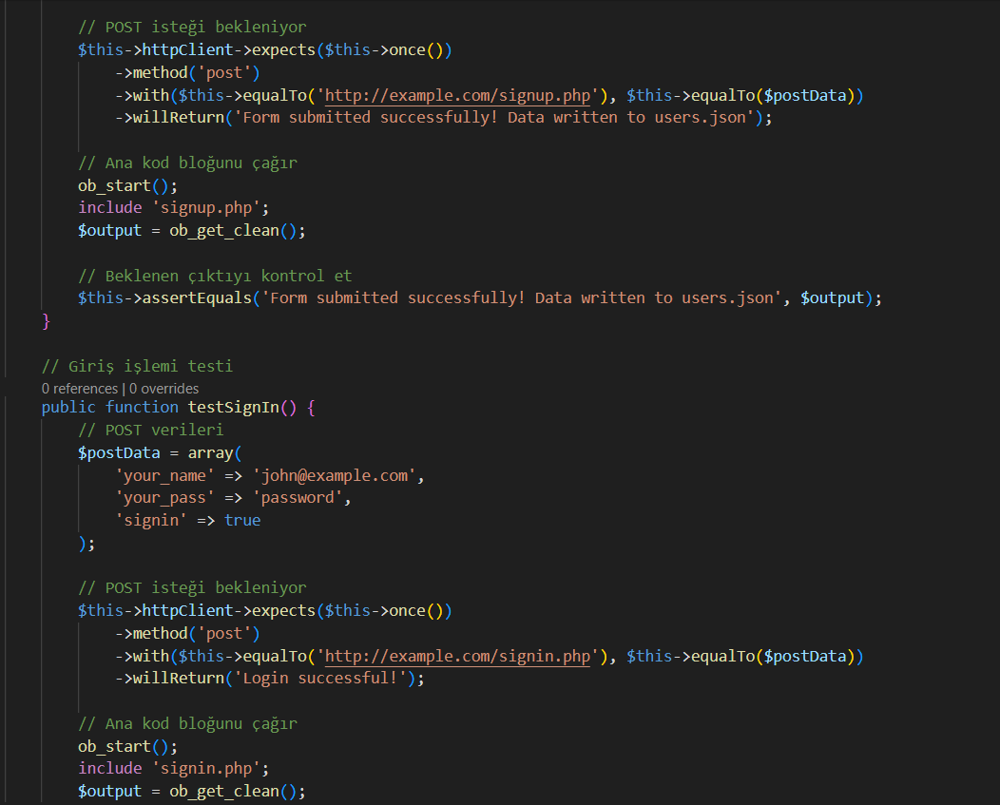 // POST isteği bekleniyor
$this->httpClient->expects($this->once())
->method('post')
->with($this->equalTo('http://example.com/signup.php'), $this->equalTo($postData))
->willReturn('Form submitted successfully! Data written to users.json');
// Ana kod bloğunu çağır
ob_start();
include 'signup.php';
$output = ob_get_clean();
// Beklenen çıktıyı kontrol et
$this->assertEquals('Form submitted successfully! Data written to users.json', $output);
}
// Giriş işlemi testi
0 references | 0 overrides
public function testSignIn() {
// POST verileri
$postData = array(
'your_name' => 'john@example.com',
'your_pass' => 'password',
'signin' => true
);
// POST isteği bekleniyor
$this->httpClient->expects($this->once())
->method('post')
->with($this->equalTo('http://example.com/signin.php'), $this->equalTo($postData))
->willReturn('Login successful!');
// Ana kod bloğunu çağır
ob_start();
include 'signin.php';
$output = ob_get_clean();